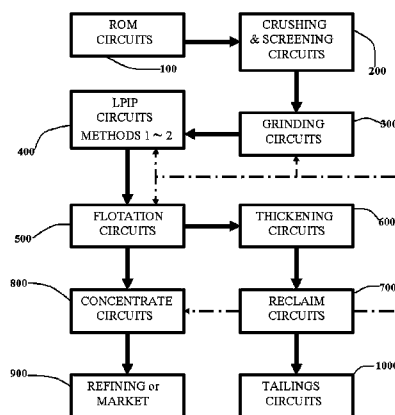 ROM
CIRCUITS
100
CRUSHING
& SCREENING
CIRCUITS
200
LPIP
CIRCUITS
METHODS 1 ~ 2
400
GRINDING
CIRCUITS
300
FLOTATION
CIRCUITS
500
THICKENING
CIRCUITS
600
800
CONCENTRATE
CIRCUITS
RECLAIM
CIRCUITS
700
900
REFINING or
MARKET
TAILINGS
CIRCUITS
1000